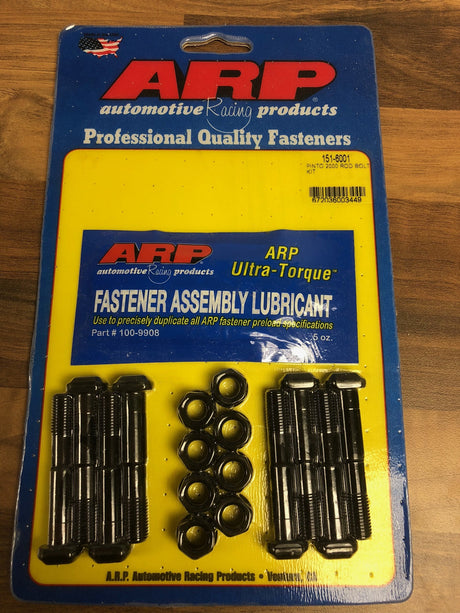 ARP
automotive Racing products
Professional Quality Fasteners
151-6001
PINTO 2000 ROD BOLT
KIT
672036003449
ARP
automotive Racing products
ARP
Ultra-Torque™
FASTENER ASSEMBLY LUBRICANT
Use to precisely duplicate all ARP fastener preload specifications
Part # 100-9908
.5 oz.
A.R.P. Automotive Racing Products • Ventura, CA